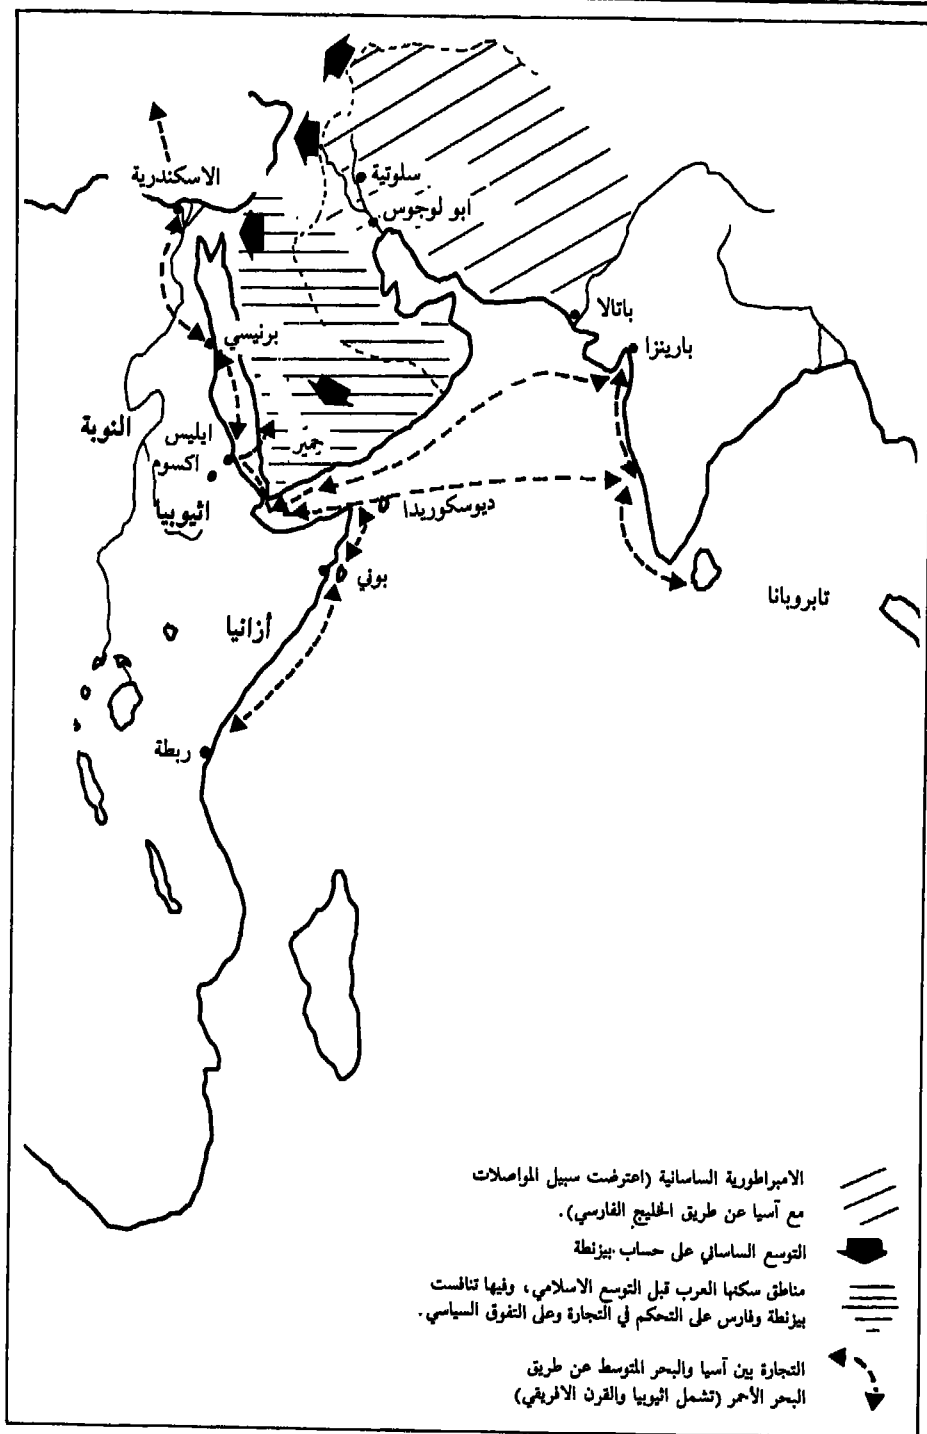 الاسكندرية
سلوتية
ابو لوجوس
باتالا
بارينزا
برنيسي
النوبة
ايليس
حمير
اكسوم
اثيوبيا
ديوسكوريدا
بوني
تابروبانا
أزانيا
ربطة
الامبراطورية الساسانية (اعترضت سبيل المواصلات
مع آسيا عن طريق الخليج الفارسي).
التوسع الساساني على حساب بيزنطة
مناطق سكنها العرب قبل التوسع الاسلامي، وفيها تنافست
بيزنطة وفارس على التحكم في التجارة وعلى التفوق السياسي.
التجارة بين آسيا والبحر المتوسط عن طريق
البحر الأحمر (تشمل اثيوبيا والقرن الافريقي)